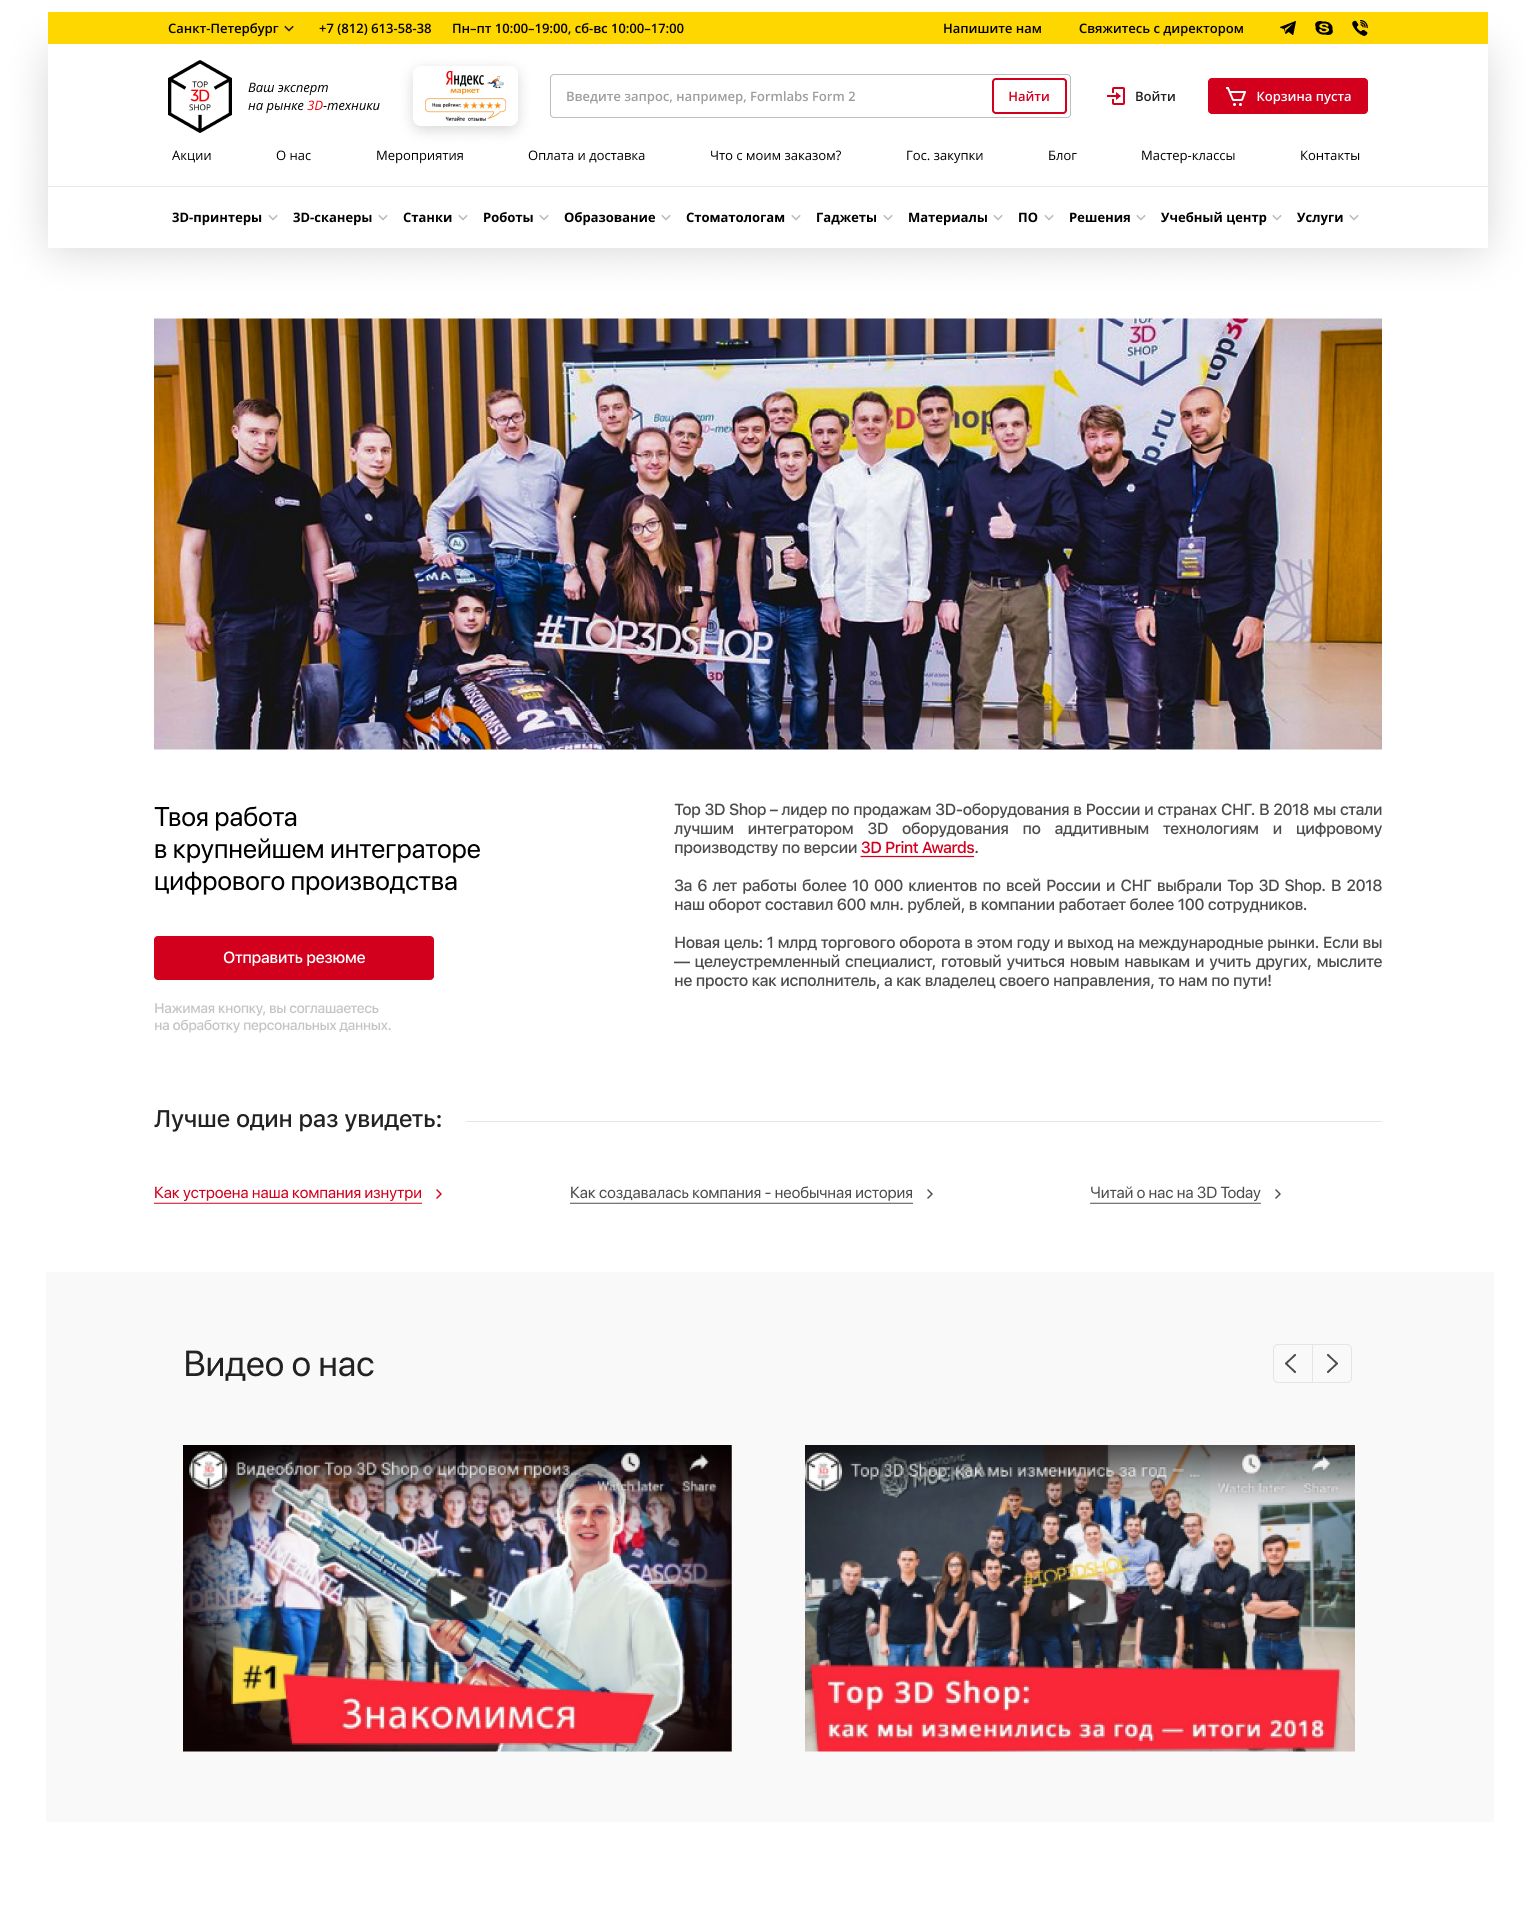 Санкт-Петербург
+7 (812) 613-58-38
Пн–пт 10:00–19:00, сб-вс 10:00–17:00
Напишите нам
Свяжитесь с директором
TOP
3D
SHOP
Ваш эксперт
на рынке 3D-техники
Яндекс
маркет
Наш рейтинг:
Читайте отзывы
Введите запрос, например, Formlabs Form 2
Найти
Войти
Корзина пуста
Акции
О нас
Мероприятия
Оплата и доставка
Что с моим заказом?
Гос. закупки
Блог
Мастер-классы
Контакты
3D-принтеры
3D-сканеры
Станки
Роботы
Образование
Стоматологам
Гаджеты
Материалы
ПО
Решения
Учебный центр
Услуги
TOP
3D
SHOP
Ваш эксперт
#TOP3DSHOP
MOSCOW BMSTU
21
Твоя работа
в крупнейшем интеграторе
цифрового производства
Отправить резюме
Нажимая кнопку, вы соглашаетесь
на обработку персональных данных.
Top 3D Shop – лидер по продажам 3D-оборудования в России и странах СНГ. В 2018 мы стали
лучшим интегратором 3D оборудования по аддитивным технологиям и цифровому
производству по версии 3D Print Awards.
За 6 лет работы более 10 000 клиентов по всей России и СНГ выбрали Top 3D Shop. В 2018
наш оборот составил 600 млн. рублей, в компании работает более 100 сотрудников.
Новая цель: 1 млрд торгового оборота в этом году и выход на международные рынки. Если вы
— целеустремленный специалист, готовый учиться новым навыкам и учить других, мыслите
не просто как исполнитель, а как владелец своего направления, то нам по пути!
Лучше один раз увидеть:
Как устроена наша компания изнутри
Как создавалась компания - необычная история
Читай о нас на 3D Today
Видео о нас
Видеоблог Top 3D Shop о цифровом произ...
Watch later
Share
#1
Знакомимся
Top 3D Shop: как мы изменились за год — ...
Watch later
Share
#TOP3DSHOP
Top 3D Shop:
как мы изменились за год — итоги 2018